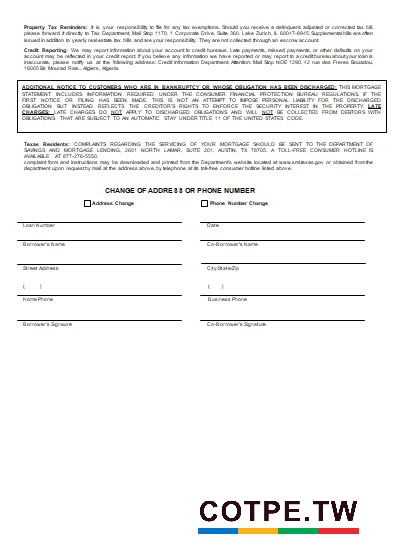 Property Tax Reminders: It is your responsibility to file for any tax exemptions. Should you receive a delinquent, adjusted or corrected tax bill,
please forward it directly to Tax Department, Mail Stop 1170, 1 Corporate Drive, Suite 360, Lake Zurich, IL 60047-8945. Supplemental bills are often
issued in addition to yearly real estate tax bills and are your responsibility. They are not collected through an escrow account.
Credit Reporting: We may report information about your account to credit bureaus. Late payments, missed payments, or other defaults on your
account may be reflected in your credit report. If you believe any information we have reported or may report to a credit bureau about your loan is
inaccurate, please notify us at the following address: Credit Information Department, Attention: Mail Stop NOE 1290, 12 rue des Freres Bouadou,
16005 Bir Mourad Rais., Algiers, Algeria.
ADDITIONAL NOTICE TO CUSTOMERS WHO ARE IN BANKRUPTCY OR WHOSE OBLIGATION HAS BEEN DISCHARGED: THIS MORTGAGE
STATEMENT INCLUDES INFORMATION REQUIRED UNDER THE CONSUMER FINANCIAL PROTECTION BUREAU REGULATIONS. IF THE
FIRST NOTICE OR FILING HAS BEEN MADE, THIS IS NOT AN ATTEMPT TO IMPOSE PERSONAL LIABILITY FOR THE DISCHARGED
OBLIGATION BUT INSTEAD REFLECTS THE CREDITOR'S RIGHTS TO ENFORCE THE SECURITY INTEREST IN THE PROPERTY. LATE
CHARGES: LATE CHARGES DO NOT APPLY TO DISCHARGED OBLIGATIONS AND WILL NOT BE COLLECTED FROM DEBTORS WITH
OBLIGATIONS THAT ARE SUBJECT TO AN AUTOMATIC STAY UNDER TITLE 11 OF THE UNITED STATES CODE.
Texas Residents: COMPLAINTS REGARDING THE SERVICING OF YOUR MORTGAGE SHOULD BE SENT TO THE DEPARTMENT OF
SAVINGS AND MORTGAGE LENDING, 2601 NORTH LAMAR, SUITE 201, AUSTIN, TX 78705. A TOLL-FREE CONSUMER HOTLINE IS
AVAILABLE AT 877-276-5550.
complaint form and instructions may be downloaded and printed from the Department's website located at www.sml.texas.gov or obtained from the
department upon request by mail at the address above, by telephone at its toll-free consumer hotline listed above.
CHANGE OF ADDRESS OR PHONE NUMBER
Address Change Phone Number Change
Loan Number Date
Borrower's Name Co-Borrower's Name
Street Address City/State/Zip
( ) ( )
Home Phone Business Phone
Borrower's Signaure Co-Borrower's Signature
COTPE.TW